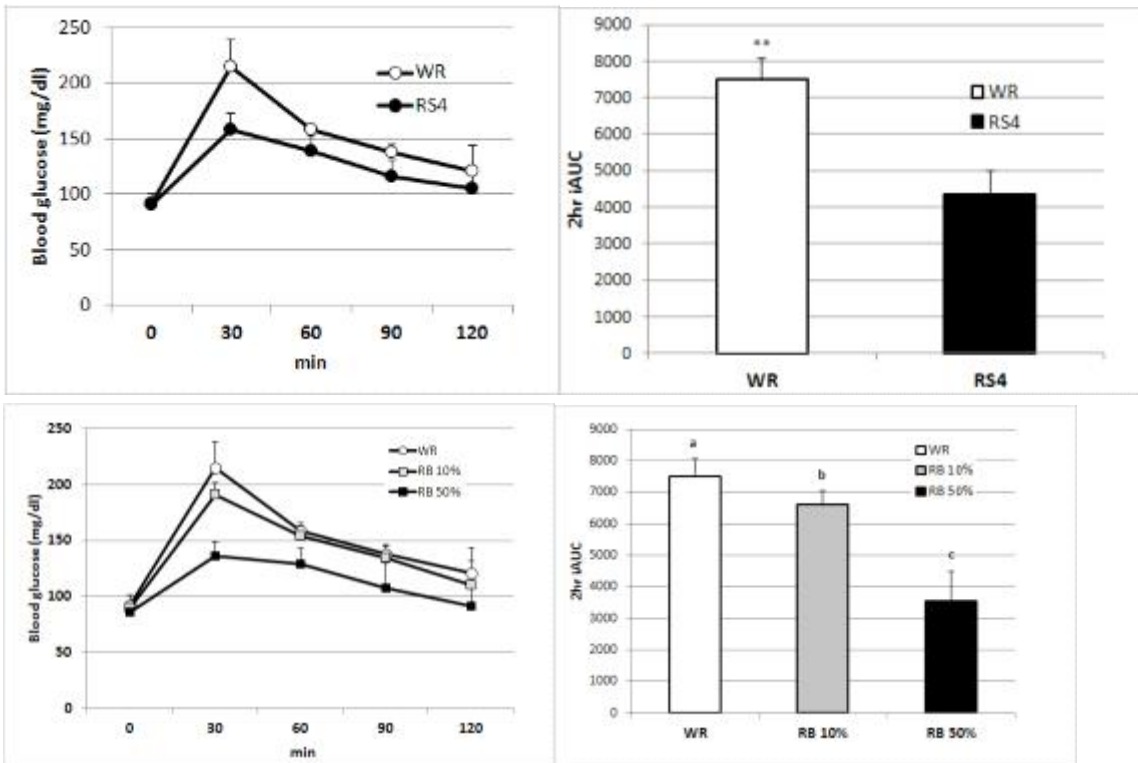 250
200
150
100
50
0
Blood glucose (mg/dl)
WR
RS4
0 30 60 90 120
min
9000
8000
7000
6000
5000
4000
3000
2000
1000
0
2hr iAUC
**
WR
RS4
WR RS4
250
200
150
100
50
0
Blood glucose (mg/dl)
WR
RB 10%
RB 50%
0 30 60 90 120
min
9000
8000
7000
6000
5000
4000
3000
2000
1000
0
2hr iAUC
a
b
c
WR
RB 10%
RB 50%
WR RB 10% RB 50%